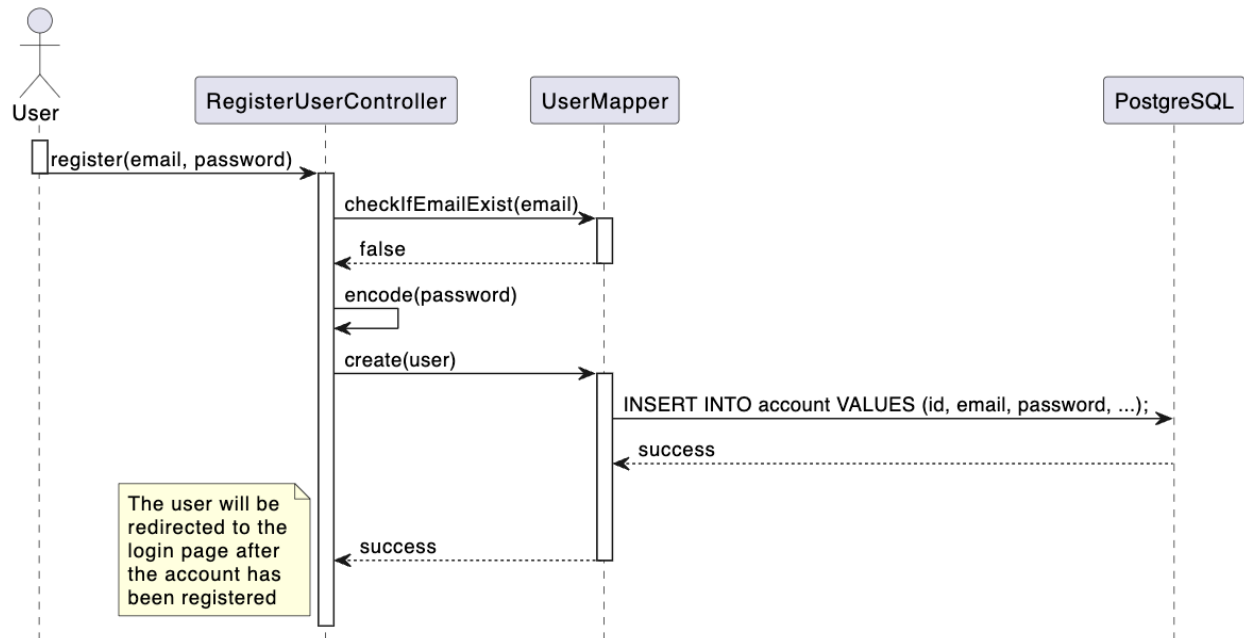 User
RegisterUserController
UserMapper
PostgreSQL
register(email, password)
checkIfEmailExist(email)
false
encode(password)
create(user)
INSERT INTO account VALUES (id, email, password, ...);
success
The user will be
redirected to the
login page after
the account has
been registered
success